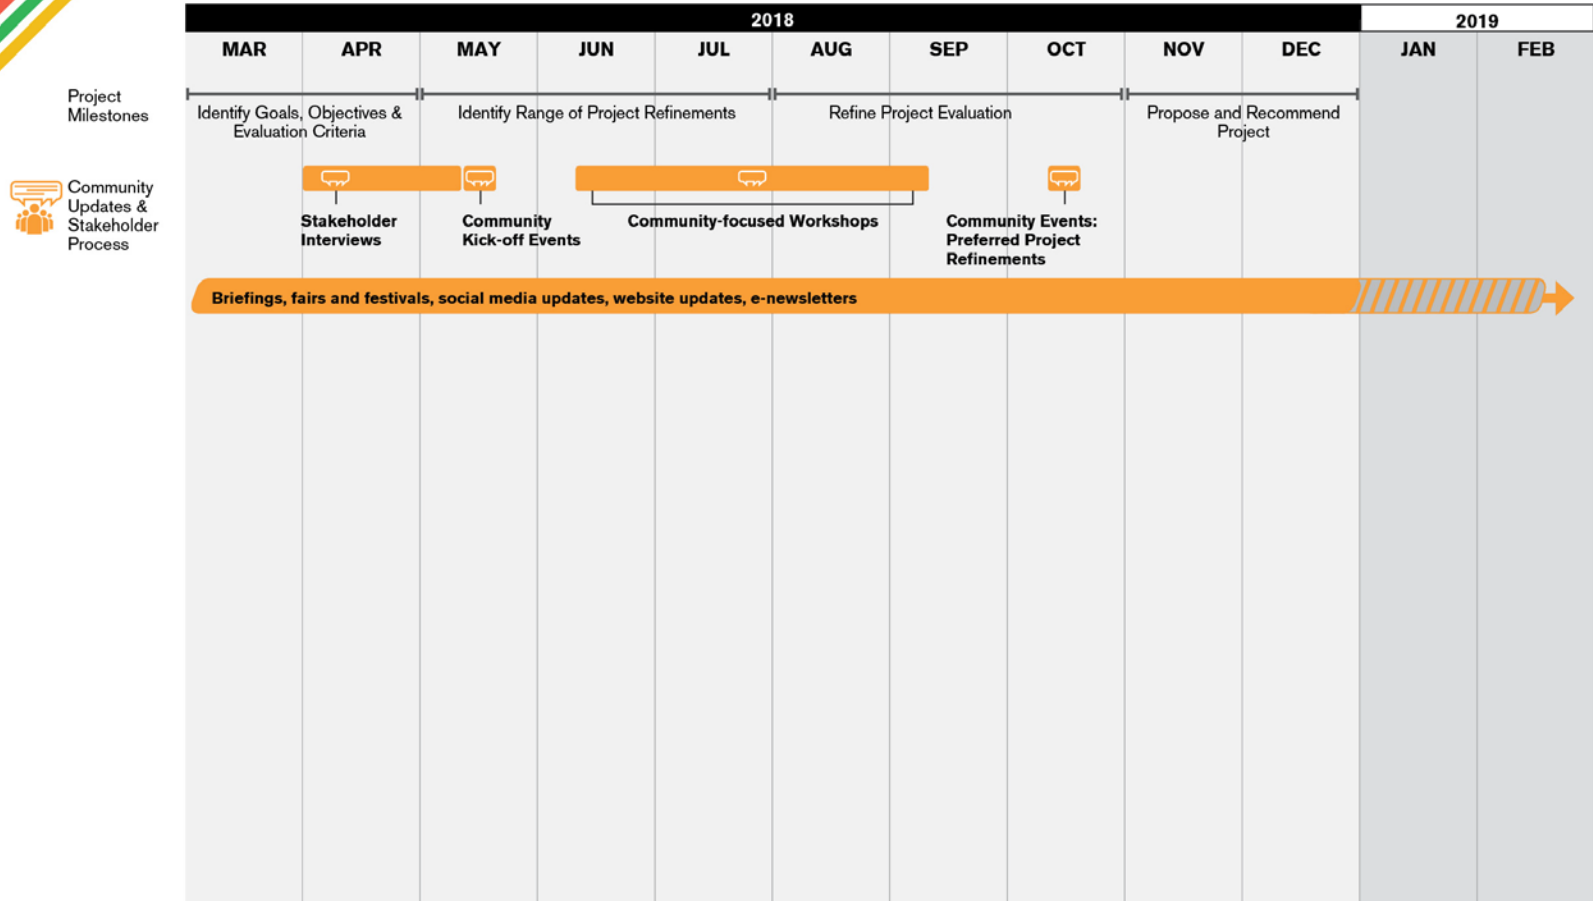 2018
2019
MAR APR MAY JUN JUL AUG SEP OCT NOV DEC JAN FEB
Project
Milestones
Identify Goals, Objectives &
Evaluation Criteria
Identify Range of Project Refinements
Refine Project Evaluation
Propose and Recommend
Project
Community
Updates &
Stakeholder
Process
Stakeholder
Interviews
Community
Kick-off Events
Community-focused Workshops
Community Events:
Preferred Project
Refinements
Briefings, fairs and festivals, social media updates, website updates, e-newsletters